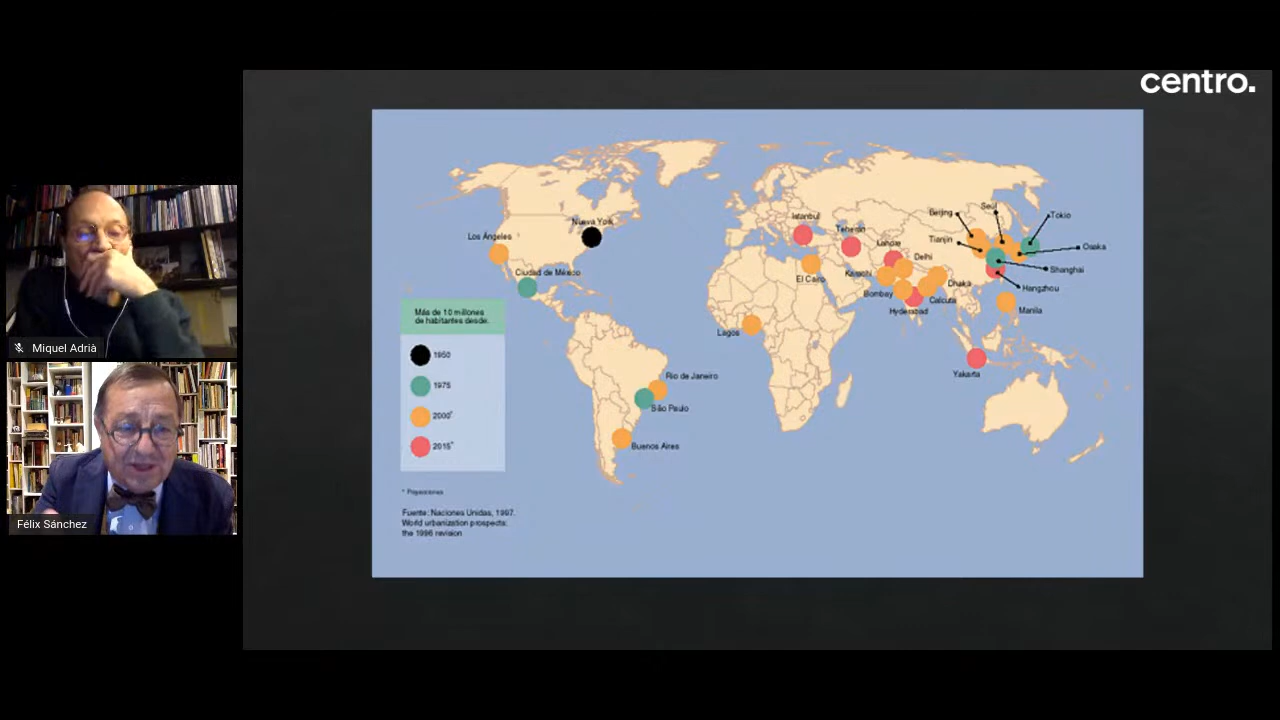 centro.
Nueva York
Los Ángeles
Ciudad de México
Istanbul
Teherán
Lahore
Beijing
Seúl
Tokio
Tianjin
Osaka
Delhi
Shanghai
El Cairo
Karachi
Dhaka
Hangzhou
Bombay
Calcuta
Hyderabad
Manila
Lagos
Yakarta
Rio de Janeiro
São Paulo
Buenos Aires
Más de 10 millones
de habitantes desde.
1950
1975
2000*
2015*
* Proyecciones
Fuente: Naciones Unidas, 1997.
World urbanization prospects:
the 1996 revision
Miquel Adrià
Félix Sánchez